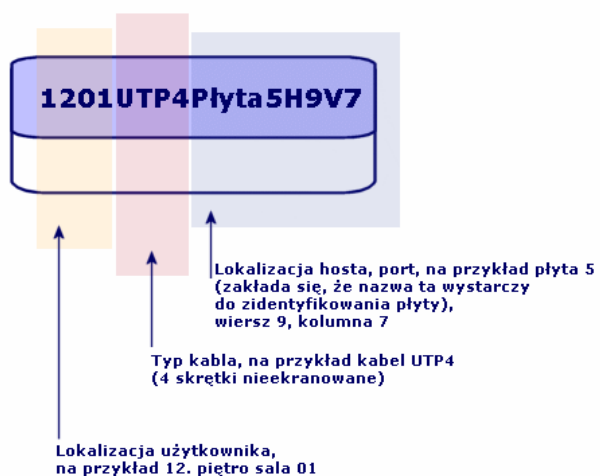 1201UTP4Płyta5H9V7
Lokalizacja hosta, port, na przykład płyta 5
(zakłada się, że nazwa ta wystarczy
do zidentyfikowania płyty),
wiersz 9, kolumna 7
Typ kabla, na przykład kabel UTP4
(4 skrętki nieekranowane)
Lokalizacja użytkownika,
na przykład 12. piętro sala 01